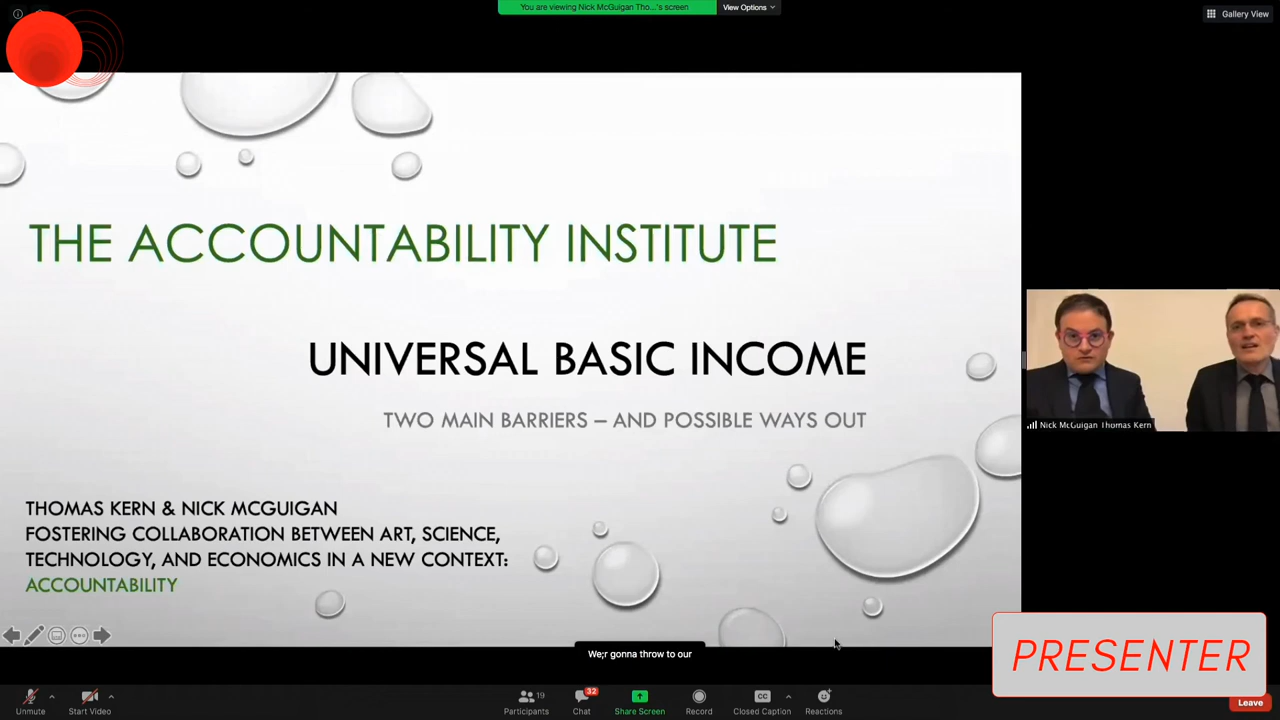 You are viewing Nick McGuigan Tho...'s screen
View Options
Gallery View
THE ACCOUNTABILITY INSTITUTE
UNIVERSAL BASIC INCOME
TWO MAIN BARRIERS – AND POSSIBLE WAYS OUT
Nick McGuigan Thomas Kern
THOMAS KERN & NICK MCGUIGAN
FOSTERING COLLABORATION BETWEEN ART, SCIENCE,
TECHNOLOGY, AND ECONOMICS IN A NEW CONTEXT:
ACCOUNTABILITY
We;r gonna throw to our
PRESENTER
Unmute
Start Video
19
Participants
32
Chat
Share Screen
Record
CC
Closed Caption
Reactions
Leave